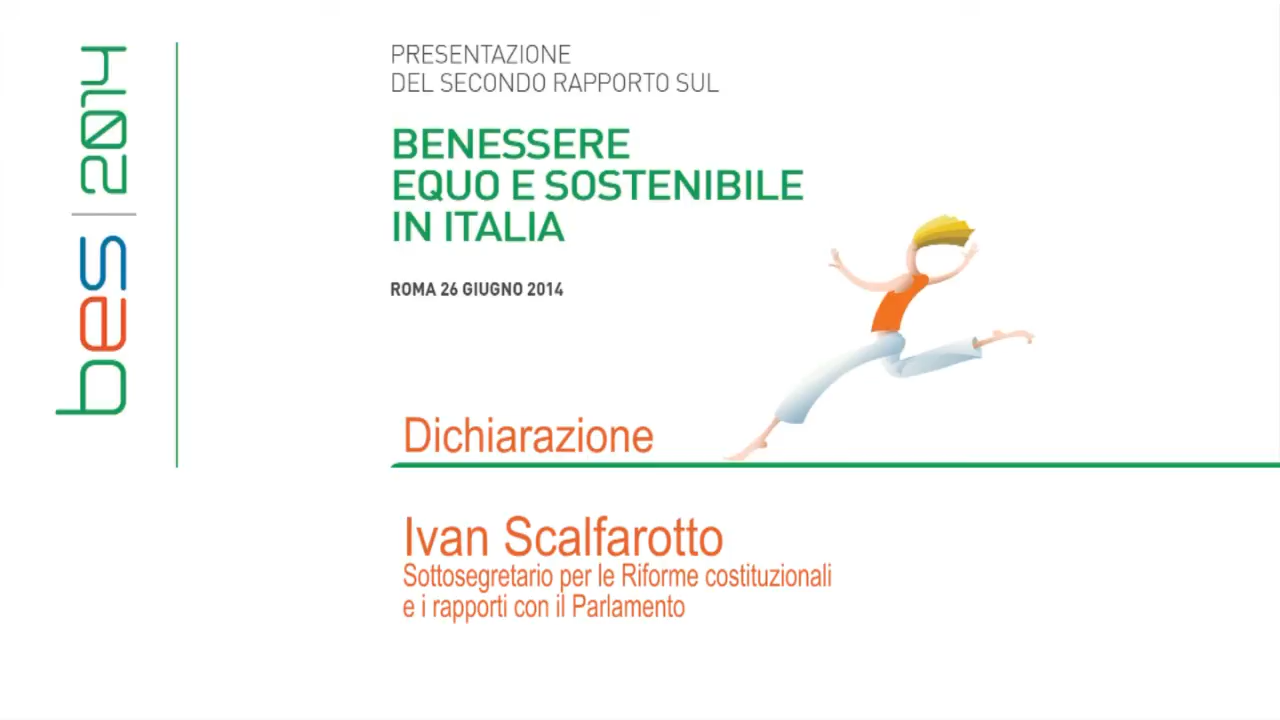 bes | 2014
PRESENTAZIONE
DEL SECONDO RAPPORTO SUL
BENESSERE
EQUO E SOSTENIBILE
IN ITALIA
ROMA 26 GIUGNO 2014
Dichiarazione
Ivan Scalfarotto
Sottosegretario per le Riforme costituzionali
e i rapporti con il Parlamento